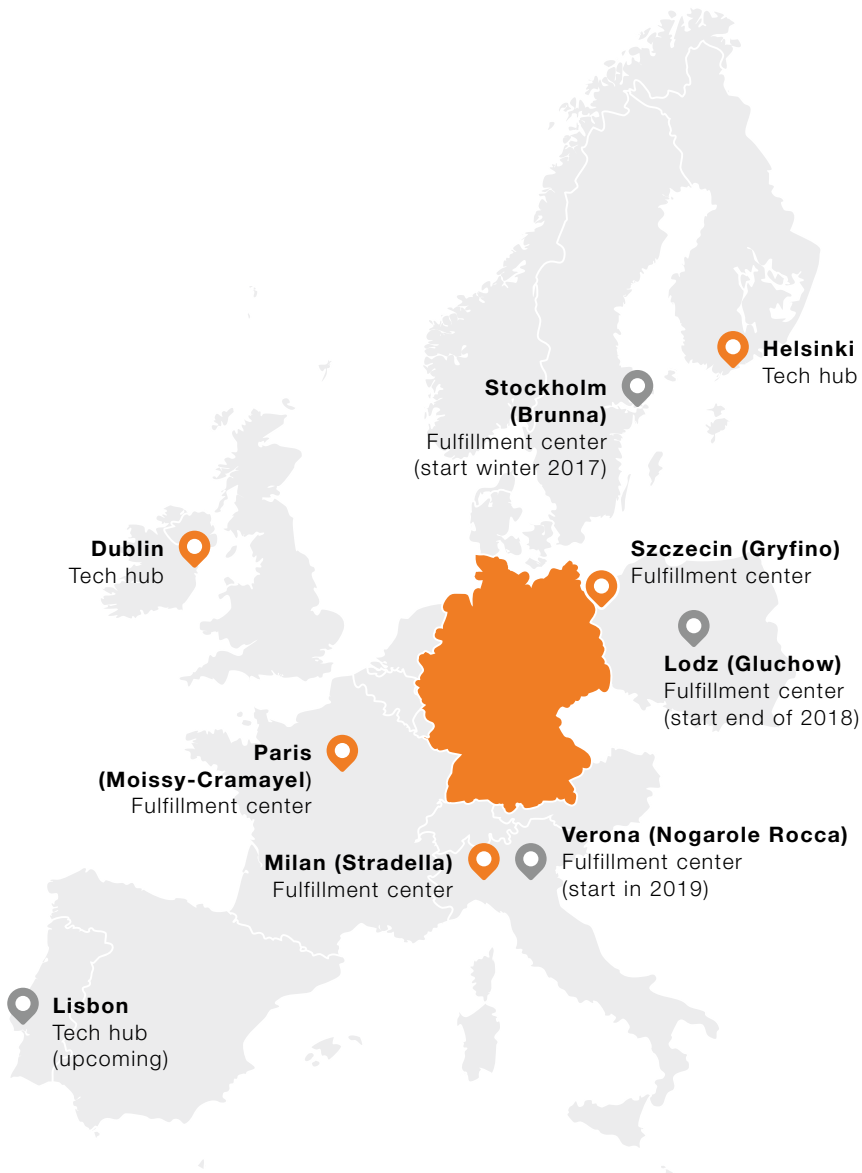 Helsinki
Tech hub
Stockholm
(Brunna)
Fulfillment center
(start winter 2017)
Dublin
Tech hub
Szczecin (Gryfino)
Fulfillment center
Lodz (Gluchow)
Fulfillment center
(start end of 2018)
Paris
(Moissy-Cramayel)
Fulfillment center
Milan (Stradella)
Fulfillment center
Verona (Nogarole Rocca)
Fulfillment center
(start in 2019)
Lisbon
Tech hub
(upcoming)